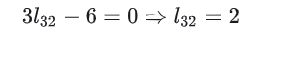 3l₃₂ − 6 = 0 ⇒ l₃₂ = 2